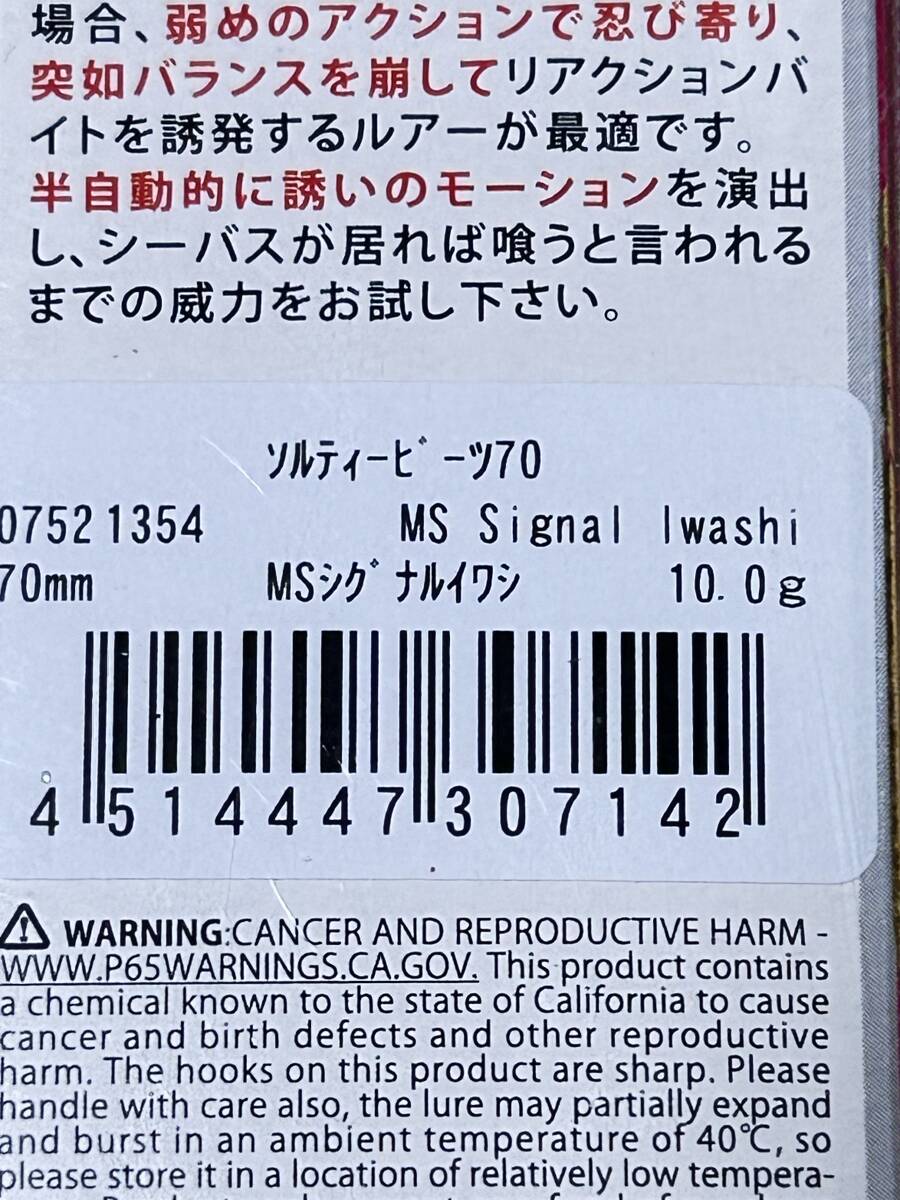 場合、弱めのアクションで忍び寄り、
突如バランスを崩してリアクションバ
イトを誘発するルアーが最適です。
半自動的に誘いのモーションを演出
し、シーバスが居れば喰うと言われる
までの威力をお試し下さい。
ｿﾙティーﾋﾞーﾂ70
07521354 MS Signal Iwashi
70mm MSｼｸﾞﾅﾙｲﾜｼ 10.0g
4 514447 307142
⚠ WARNING:CANCER AND REPRODUCTIVE HARM -
WWW.P65WARNINGS.CA.GOV. This product contains
a chemical known to the state of California to cause
cancer and birth defects and other reproductive
harm. The hooks on this product are sharp. Please
handle with care also, the lure may partially expand
and burst in an ambient temperature of 40℃, so
please store it in a location of relatively low tempera-